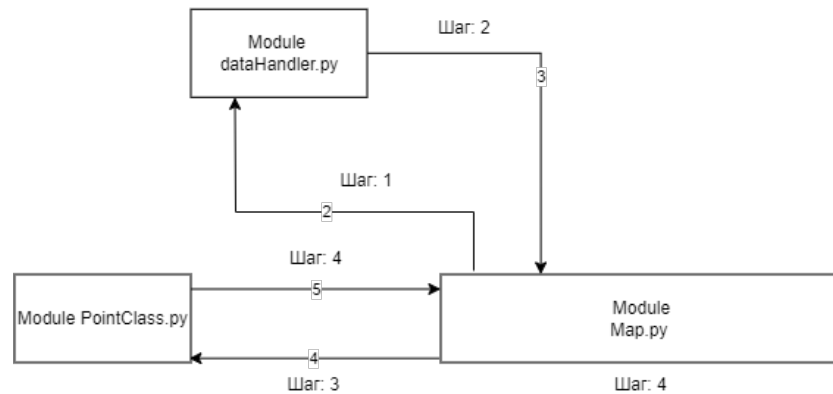 Шаг: 2
Module
dataHandler.py
3
Шаг: 1
2
Шаг: 4
5
Module PointClass.py
Module
Map.py
4
Шаг: 3
Шаг: 4